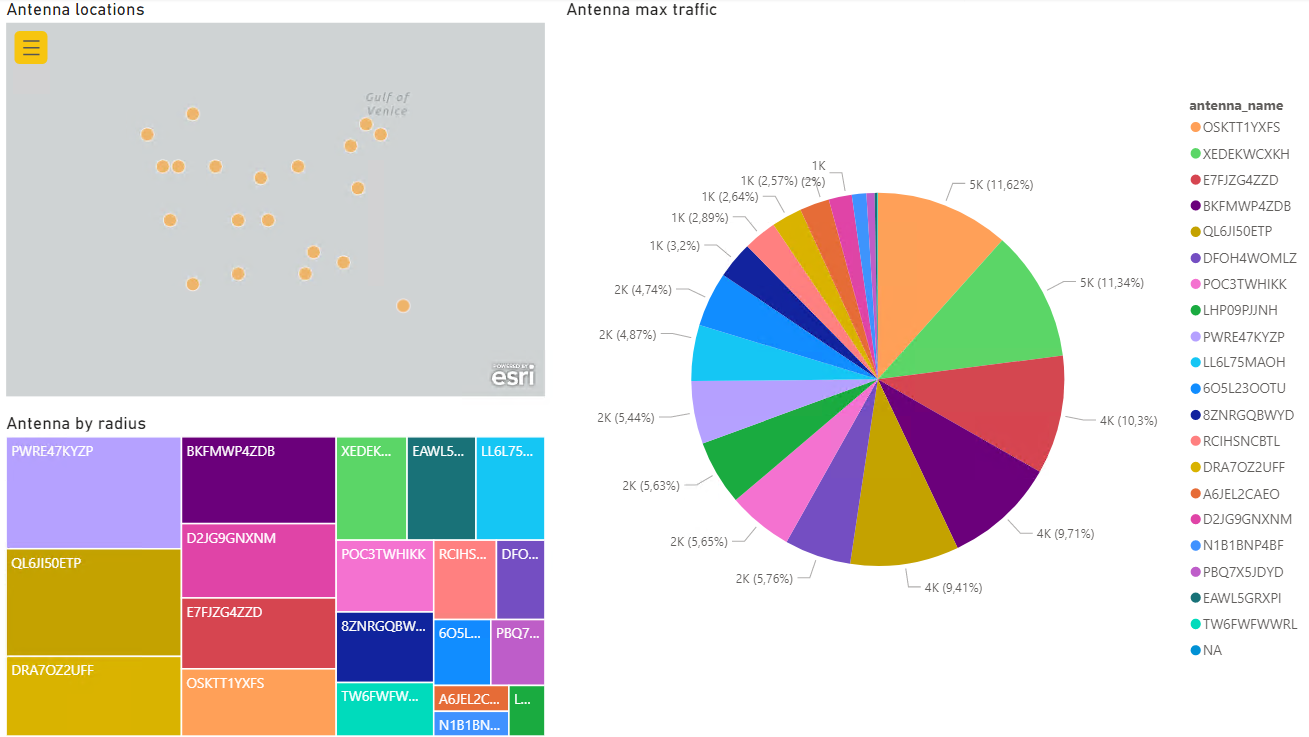 Antenna locations
Gulf of
Venice
POWERED BY
esri
Antenna by radius
PWRE47KYZP
QL6JI50ETP
DRA7OZ2UFF
BKFMWP4ZDB
D2JG9GNXNM
E7FJZG4ZZD
OSKTT1YXFS
XEDEK...
EAWL5...
LL6L75...
POC3TWHIKK
RCIHS...
DFO...
8ZNRGQBW...
6O5L...
PBQ7...
TW6FWFW...
A6JEL2C...
L...
N1B1BN...
Antenna max traffic
5K (11,62%)
5K (11,34%)
4K (10,3%)
4K (9,71%)
4K (9,41%)
2K (5,76%)
2K (5,65%)
2K (5,63%)
2K (5,44%)
2K (4,87%)
2K (4,74%)
1K (3,2%)
1K (2,89%)
1K (2,64%)
1K (2,57%)
1K
(2%)
antenna_name
OSKTT1YXFS
XEDEKWCXKH
E7FJZG4ZZD
BKFMWP4ZDB
QL6JI50ETP
DFOH4WOMLZ
POC3TWHIKK
LHP09PJJNH
PWRE47KYZP
LL6L75MAOH
6O5L23OOTU
8ZNRGQBWYD
RCIHSNCBTL
DRA7OZ2UFF
A6JEL2CAEO
D2JG9GNXNM
N1B1BNP4BF
PBQ7X5JDYD
EAWL5GRXPI
TW6FWFWWRL
NA